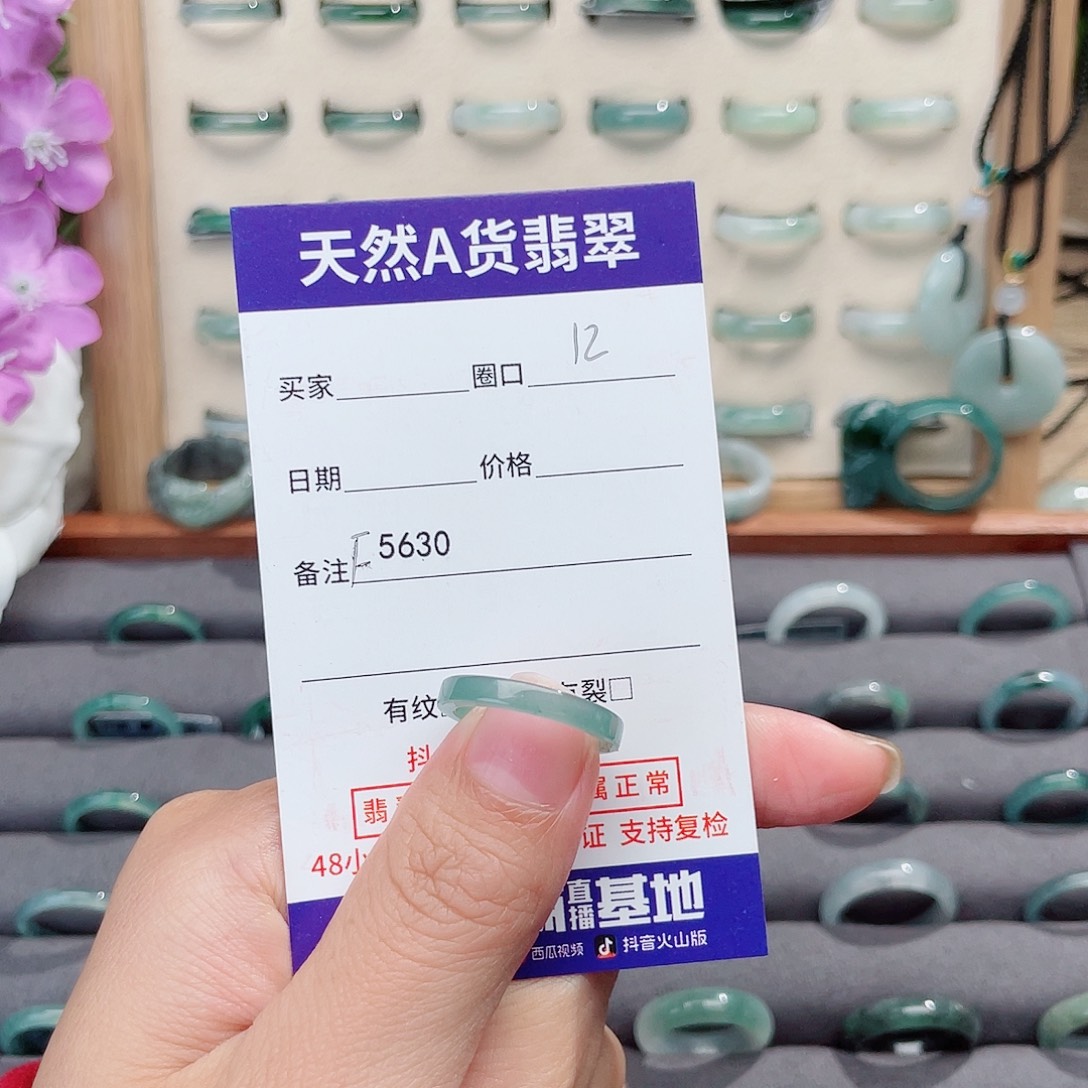 天然A货翡翠
买家 圈口 12
日期 价格
备注 E 5630
有纹 裂□
抖
翡 属正常
48小 证 支持复检
直播基地
西瓜视频 抖音火山版